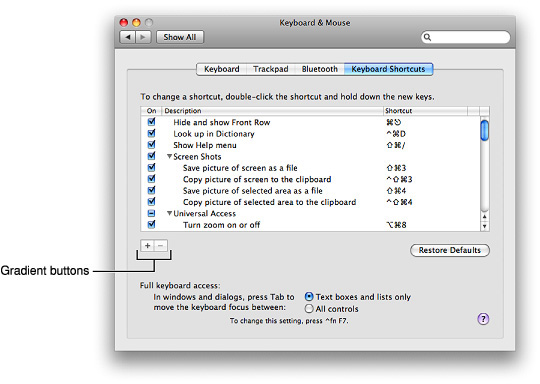 Keyboard & Mouse
Show All
Keyboard Trackpad Bluetooth Keyboard Shortcuts
To change a shortcut, double-click the shortcut and hold down the new keys.
On Description Shortcut
Hide and show Front Row ⌘⎋
Look up in Dictionary ^⌘D
Show Help menu ⇧⌘/
▼Screen Shots
Save picture of screen as a file ⇧⌘3
Copy picture of screen to the clipboard ^⇧⌘3
Save picture of selected area as a file ⇧⌘4
Copy picture of selected area to the clipboard ^⇧⌘4
▼Universal Access
Turn zoom on or off ⌥⌘8
+ −
Restore Defaults
Gradient buttons
Full keyboard access:
In windows and dialogs, press Tab to move the keyboard focus between:
Text boxes and lists only
All controls
To change this setting, press ^fn F7.
?